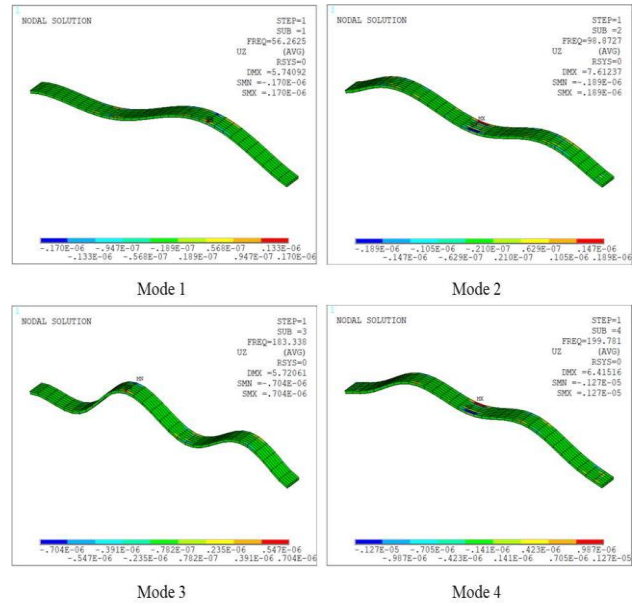 1
NODAL SOLUTION
STEP=1
SUB =1
FREQ=56.2625
UZ (AVG)
RSYS=0
DMX =5.74092
SMN =-.170E-06
SMX =.170E-06
-.170E-06 -.947E-07 -.189E-07 .568E-07 .133E-06
-.133E-06 -.568E-07 .189E-07 .947E-07 .170E-06
Mode 1
1
NODAL SOLUTION
STEP=1
SUB =2
FREQ=98.8727
UZ (AVG)
RSYS=0
DMX =7.61237
SMN =-.189E-06
SMX =.189E-06
MX
-.189E-06 -.105E-06 -.210E-07 .629E-07 .147E-06
-.147E-06 -.629E-07 .210E-07 .105E-06 .189E-06
Mode 2
1
NODAL SOLUTION
STEP=1
SUB =3
FREQ=183.338
UZ (AVG)
RSYS=0
DMX =5.72061
SMN =-.704E-06
SMX =.704E-06
MN
-.704E-06 -.391E-06 -.782E-07 .235E-06 .547E-06
-.547E-06 -.235E-06 .782E-07 .391E-06 .704E-06
Mode 3
1
NODAL SOLUTION
STEP=1
SUB =4
FREQ=199.781
UZ (AVG)
RSYS=0
DMX =6.41516
SMN =-.127E-05
SMX =.127E-05
MX
-.127E-05 -.705E-06 -.141E-06 .423E-06 .987E-06
-.987E-06 -.423E-06 .141E-06 .705E-06 .127E-05
Mode 4